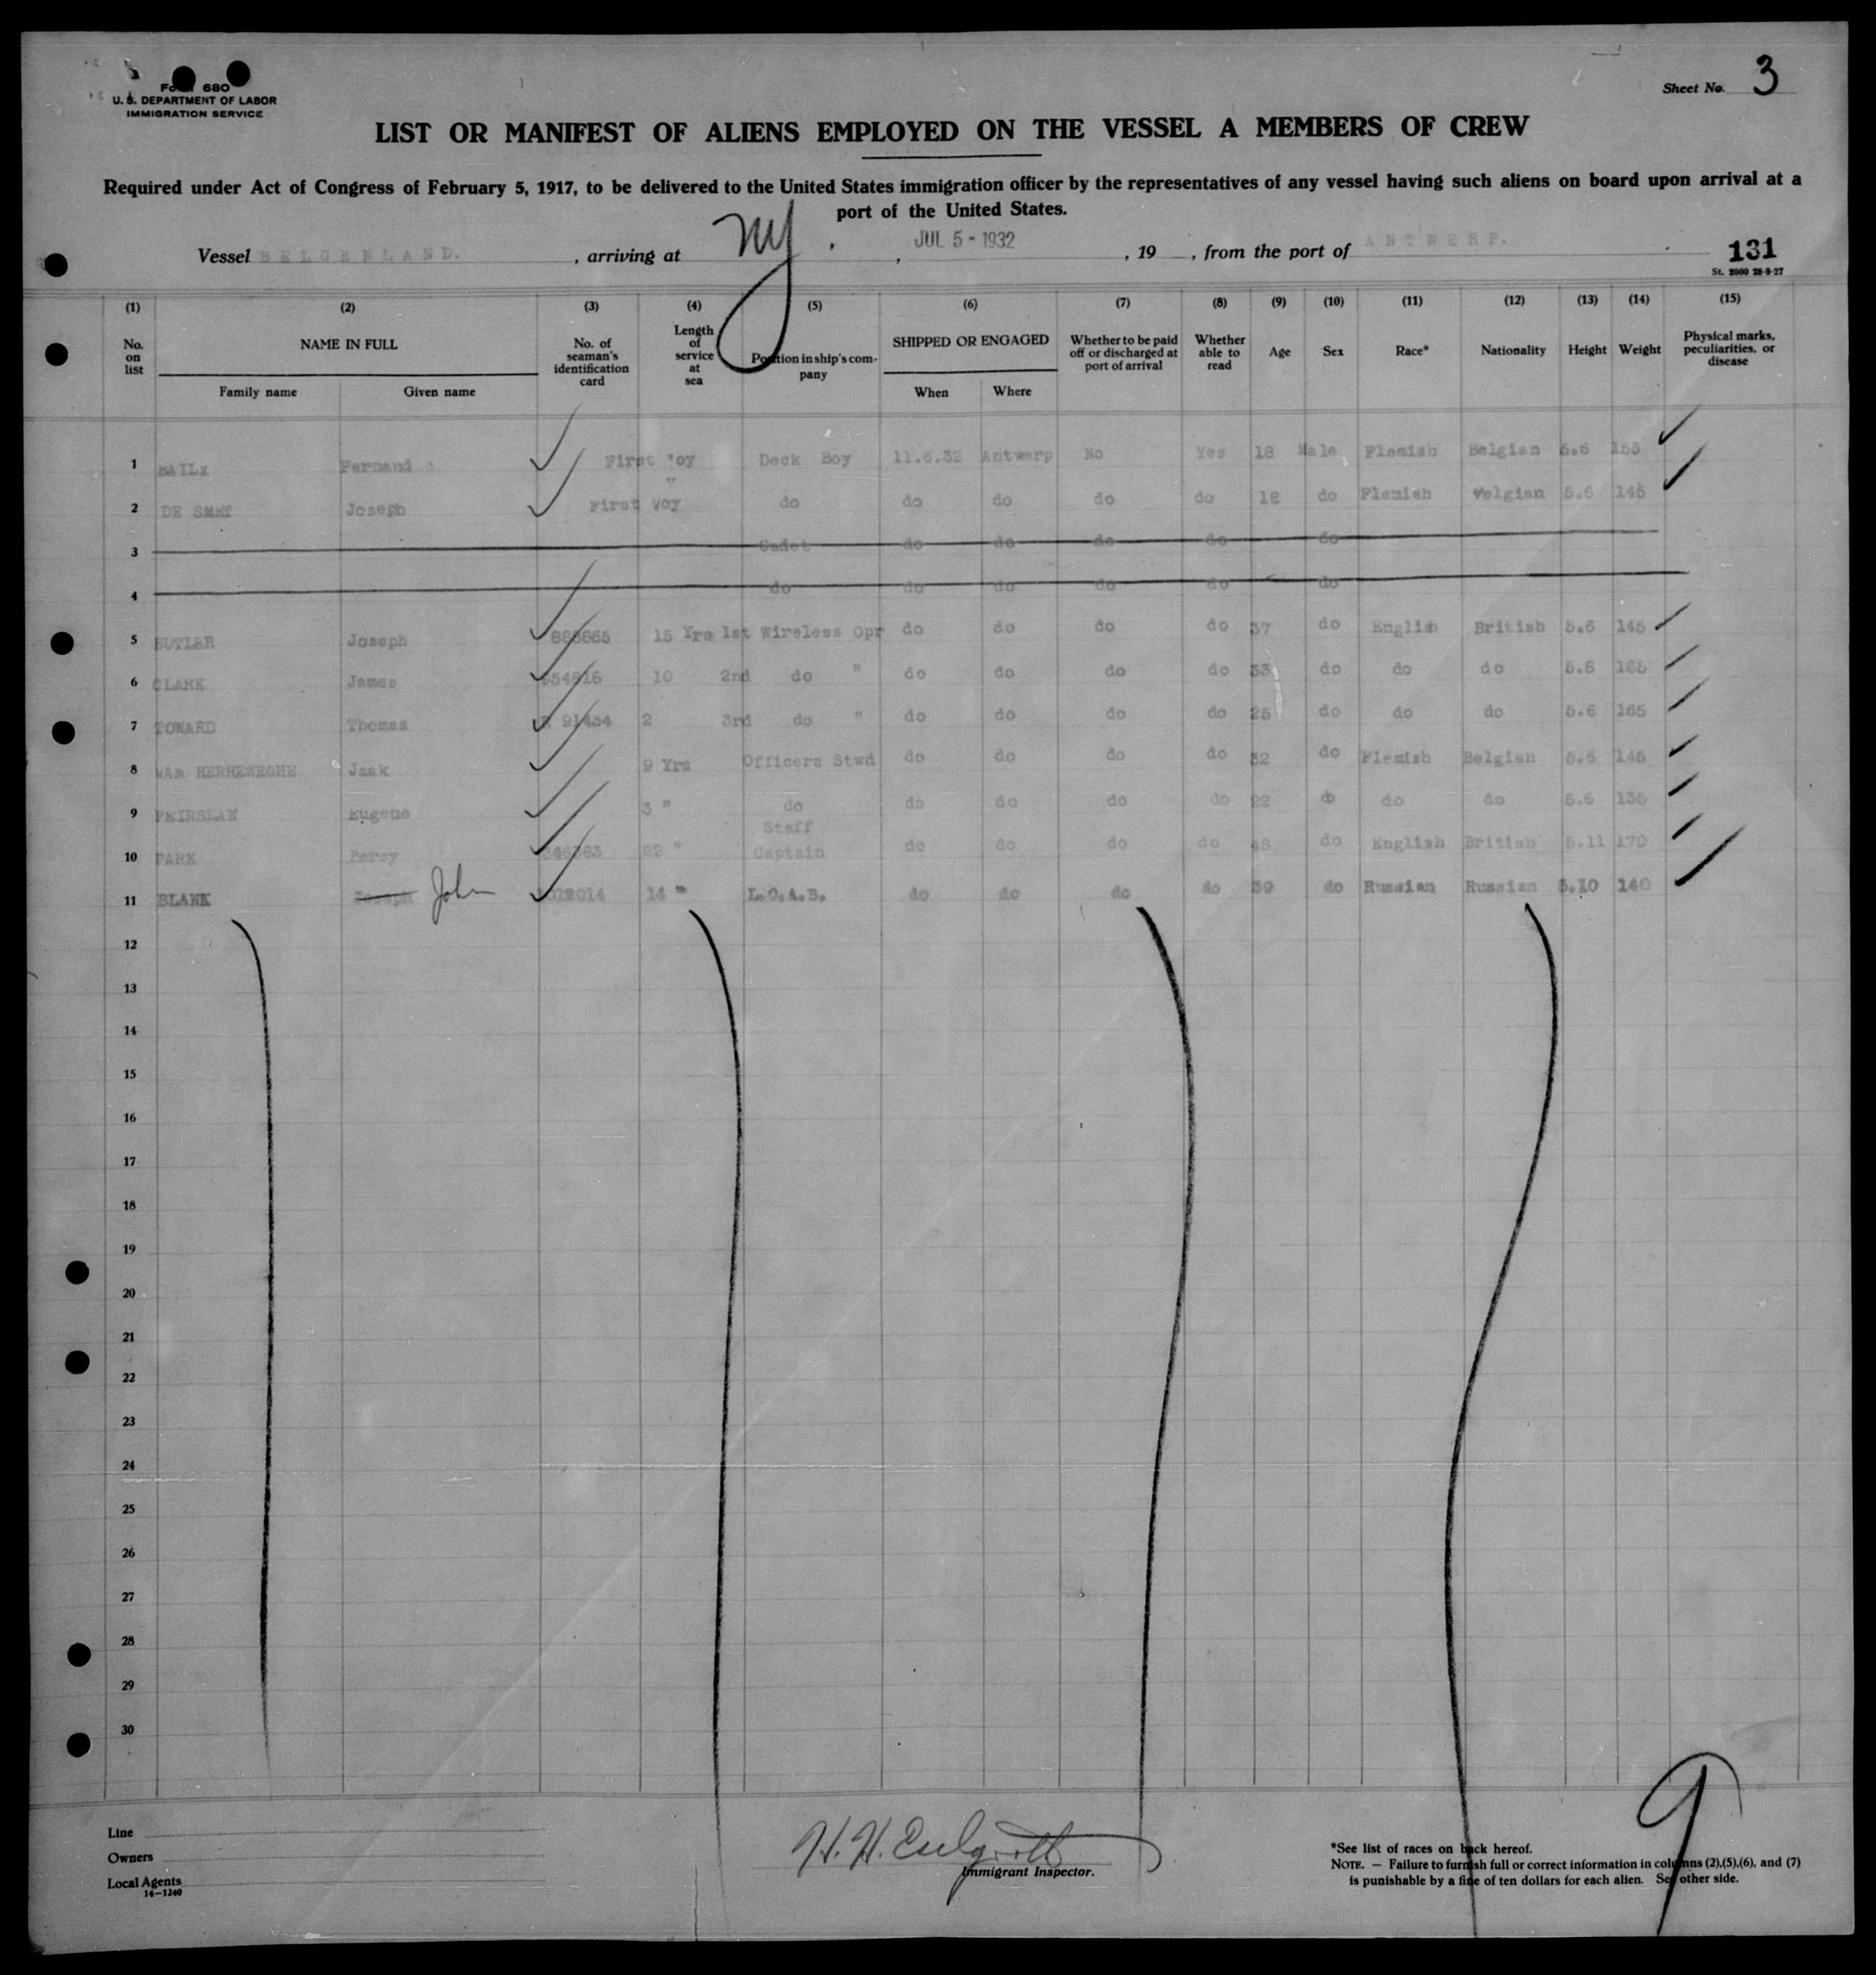 Form 680
U. S. DEPARTMENT OF LABOR
IMMIGRATION SERVICE
Sheet No. 3
LIST OR MANIFEST OF ALIENS EMPLOYED ON THE VESSEL A MEMBERS OF CREW
Required under Act of Congress of February 5, 1917, to be delivered to the United States immigration officer by the representatives of any vessel having such aliens on board upon arrival at a
port of the United States.
Vessel BELGENLAND. , arriving at NY , JUL 5 - 1932 , 19 , from the port of ANTWERP.
131
St. 2000 28-9-27
(1) (2) (3) (4) (5) (6) (7) (8) (9) (10) (11) (12) (13) (14) (15)
No. on list
NAME IN FULL
Family name Given name
No. of seaman's identification card
Length of service at sea
Position in ship's company
SHIPPED OR ENGAGED
When Where
Whether to be paid off or discharged at port of arrival
Whether able to read
Age Sex Race* Nationality Height Weight
Physical marks, peculiarities, or disease
1 Fernand First Voy Deck Boy 11.6.32 Antwerp No Yes 18 Male Flemish Belgian 5.6 155
2 DE SMET Joseph First Voy do do do do do 18 do Flemish Velgian 5.6 145
3 Cadet do do do do do
4 do do do do do do
5 BUTLER Joseph 15 Yrs 1st Wireless Opr do do do do 37 do English British 5.6 145
6 CLARK James 10 2nd do " do do do do 33 do do do 5.8 165
7 TOWARD Thomas 2 3rd do " do do do do 25 do do do 5.6 165
8 VAN HERREWEGHE Jaak 9 Yrs Officers Stwd do do do do 32 do Flemish Belgian 5.6 145
9 Eugene 3 " do do do do do 22 do do do 5.6 135
10 PARK Percy 22 " Staff Captain do do do do 48 do English British 5.11 170
11 BLANK Joseph John 14 " L.O.A.B. do do do do 39 do Russian Russian 5.10 140
12
13
14
15
16
17
18
19
20
21
22
23
24
25
26
27
28
29
30
Line
Owners
Local Agents
14-1240
H. H.
Immigrant Inspector.
*See list of races on back hereof.
NOTE. — Failure to furnish full or correct information in columns (2),(5),(6), and (7)
is punishable by a fine of ten dollars for each alien. See other side.
9